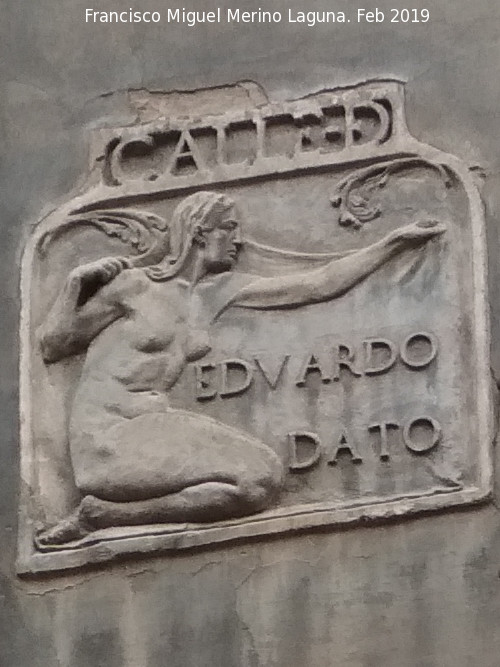 Francisco Miguel Merino Laguna. Feb 2019
CALLE·D
EDVARDO
DATO